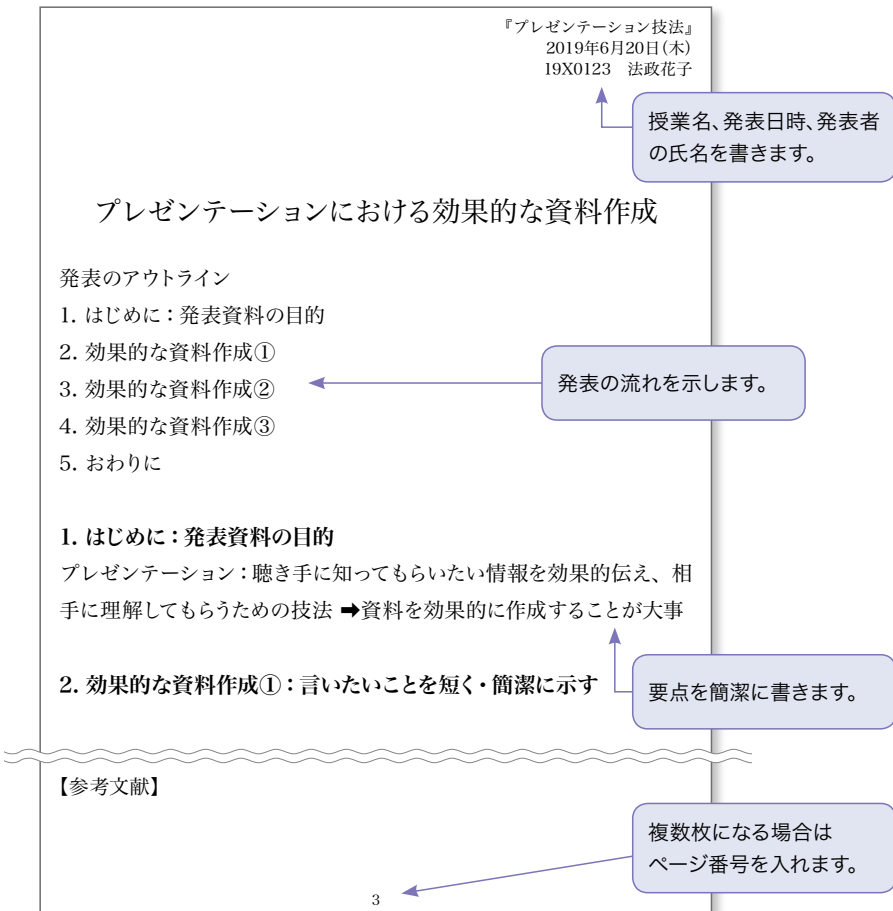 『プレゼンテーション技法』
2019年6月20日(木)
19X0123　法政花子
授業名、発表日時、発表者
の氏名を書きます。
プレゼンテーションにおける効果的な資料作成
発表のアウトライン
1. はじめに：発表資料の目的
2. 効果的な資料作成①
3. 効果的な資料作成②
4. 効果的な資料作成③
5. おわりに
発表の流れを示します。
1. はじめに：発表資料の目的
プレゼンテーション：聴き手に知ってもらいたい情報を効果的伝え、相
手に理解してもらうための技法 ➡資料を効果的に作成することが大事
2. 効果的な資料作成①：言いたいことを短く・簡潔に示す
要点を簡潔に書きます。
【参考文献】
複数枚になる場合は
ページ番号を入れます。
3